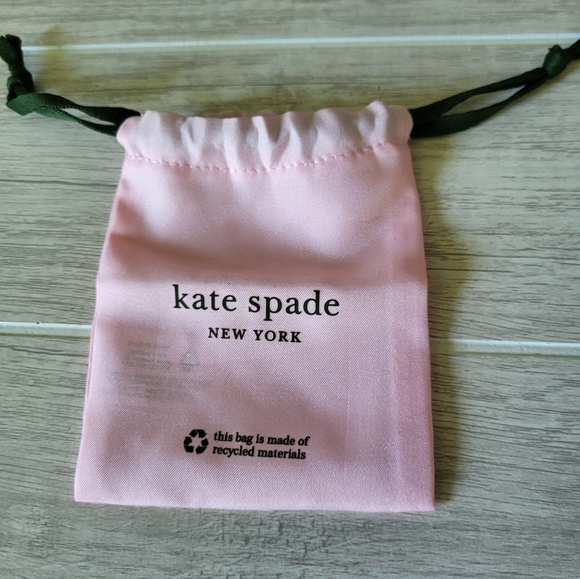 kate spade
NEW YORK
this bag is made of
recycled materials